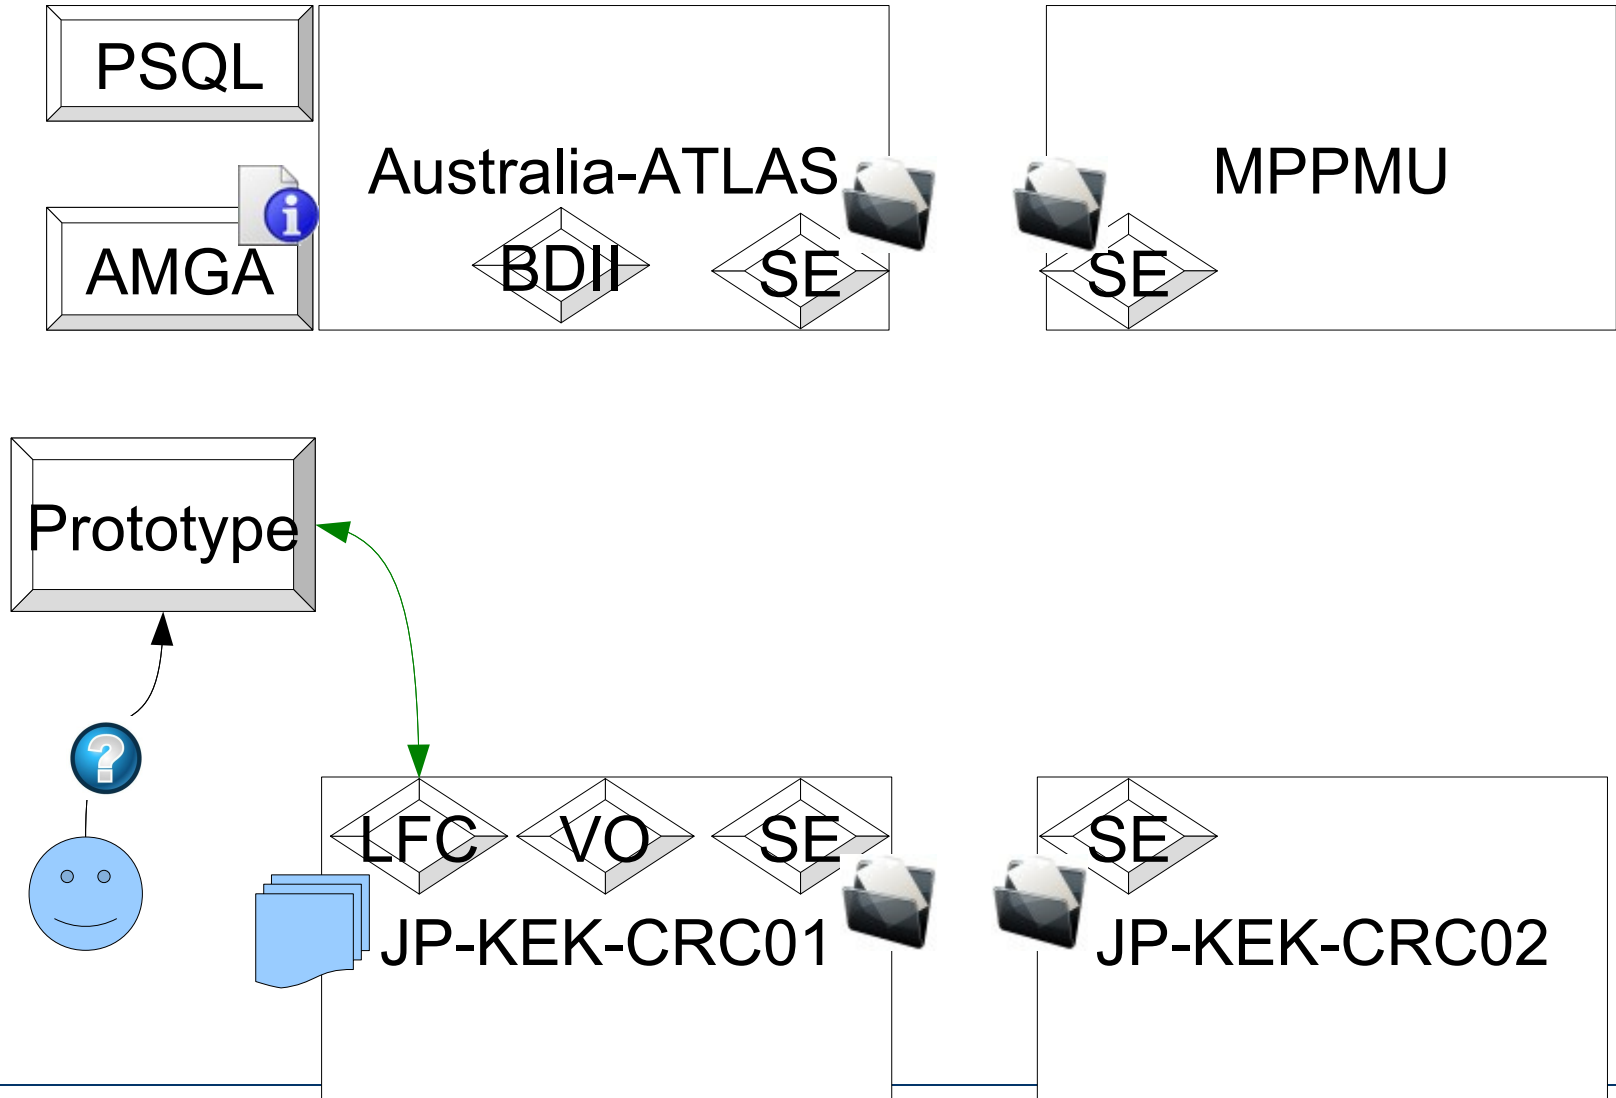 PSQL
Australia-ATLAS
MPPMU
AMGA
BDII
SE
SE
Prototype
?
LFC
VO
SE
SE
JP-KEK-CRC01
JP-KEK-CRC02